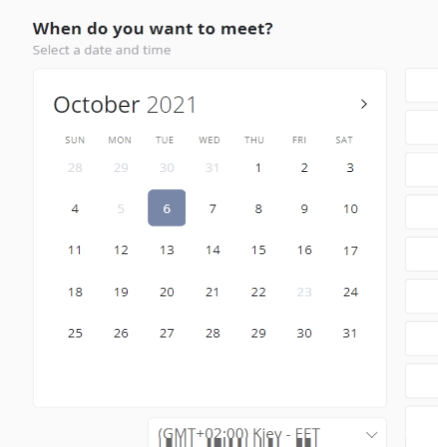 When do you want to meet?
Select a date and time
October 2021
SUN MON TUE WED THU FRI SAT
28 29 30 31 1 2 3
4 5 6 7 8 9 10
11 12 13 14 15 16 17
18 19 20 21 22 23 24
25 26 27 28 29 30 31
(GMT+02:00) Kiev - EET